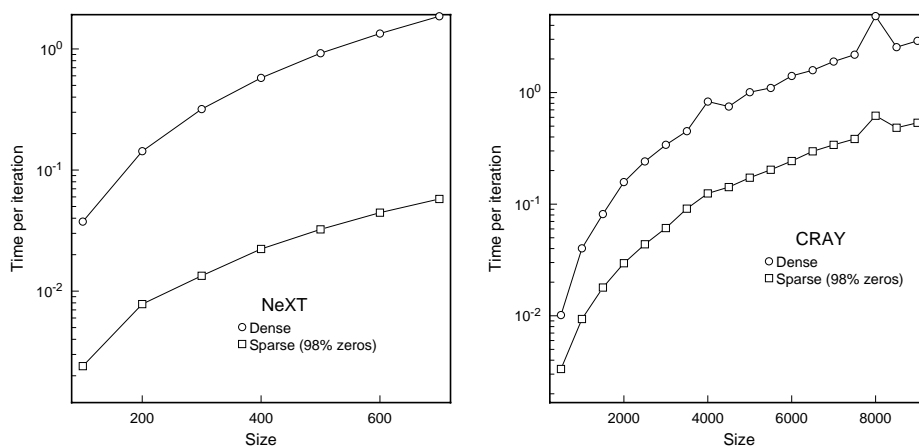 10^0
10^-1
10^-2
Time per iteration
NeXT
Dense
Sparse (98% zeros)
200
400
600
Size
10^0
10^-1
10^-2
Time per iteration
CRAY
Dense
Sparse (98% zeros)
2000
4000
6000
8000
Size